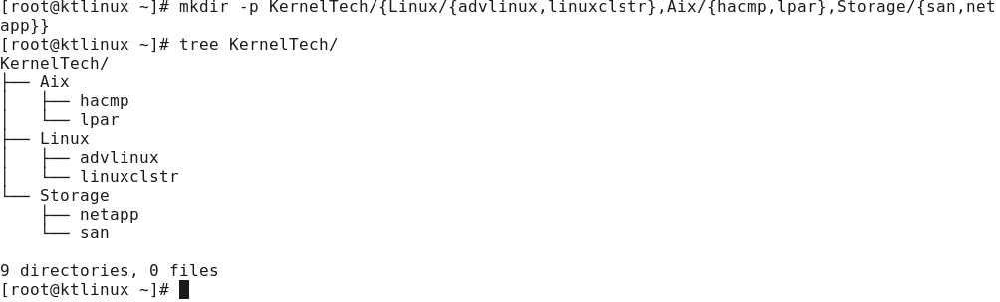 [root@ktlinux ~]# mkdir -p KernelTech/{Linux/{advlinux,linuxclstr},Aix/{hacmp,lpar},Storage/{san,net
app}}
[root@ktlinux ~]# tree KernelTech/
KernelTech/
├── Aix
│   ├── hacmp
│   └── lpar
├── Linux
│   ├── advlinux
│   └── linuxclstr
└── Storage
    ├── netapp
    └── san

9 directories, 0 files
[root@ktlinux ~]#